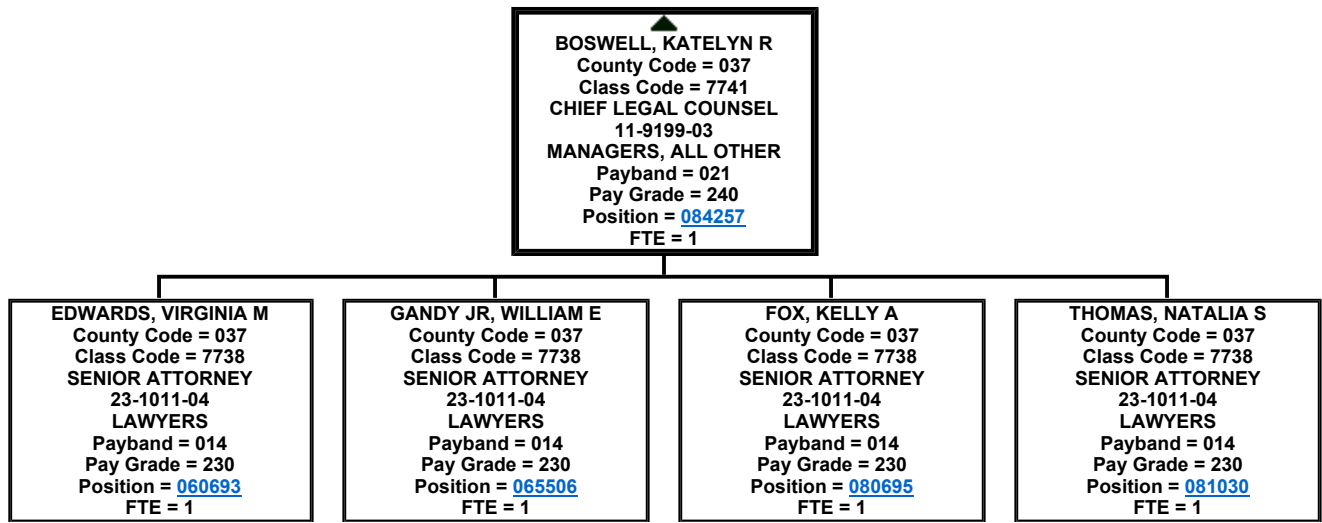 BOSWELL, KATELYN R
County Code = 037
Class Code = 7741
CHIEF LEGAL COUNSEL
11-9199-03
MANAGERS, ALL OTHER
Payband = 021
Pay Grade = 240
Position = 084257
FTE = 1
EDWARDS, VIRGINIA M
County Code = 037
Class Code = 7738
SENIOR ATTORNEY
23-1011-04
LAWYERS
Payband = 014
Pay Grade = 230
Position = 060693
FTE = 1
GANDY JR, WILLIAM E
County Code = 037
Class Code = 7738
SENIOR ATTORNEY
23-1011-04
LAWYERS
Payband = 014
Pay Grade = 230
Position = 065506
FTE = 1
FOX, KELLY A
County Code = 037
Class Code = 7738
SENIOR ATTORNEY
23-1011-04
LAWYERS
Payband = 014
Pay Grade = 230
Position = 080695
FTE = 1
THOMAS, NATALIA S
County Code = 037
Class Code = 7738
SENIOR ATTORNEY
23-1011-04
LAWYERS
Payband = 014
Pay Grade = 230
Position = 081030
FTE = 1